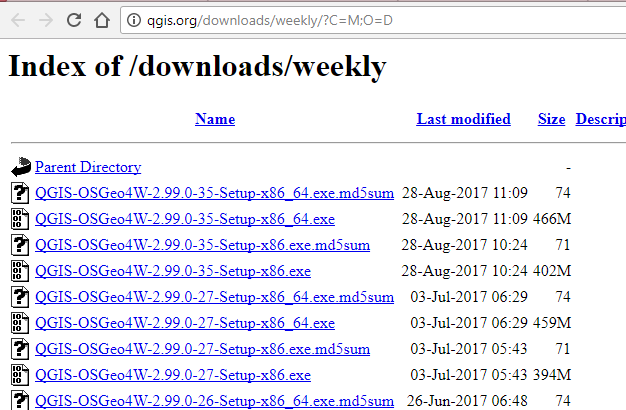 qgis.org/downloads/weekly/?C=M;O=D
Index of /downloads/weekly
Name Last modified Size Descrip
Parent Directory -
QGIS-OSGeo4W-2.99.0-35-Setup-x86_64.exe.md5sum 28-Aug-2017 11:09 74
QGIS-OSGeo4W-2.99.0-35-Setup-x86_64.exe 28-Aug-2017 11:09 466M
QGIS-OSGeo4W-2.99.0-35-Setup-x86.exe.md5sum 28-Aug-2017 10:24 71
QGIS-OSGeo4W-2.99.0-35-Setup-x86.exe 28-Aug-2017 10:24 402M
QGIS-OSGeo4W-2.99.0-27-Setup-x86_64.exe.md5sum 03-Jul-2017 06:29 74
QGIS-OSGeo4W-2.99.0-27-Setup-x86_64.exe 03-Jul-2017 06:29 459M
QGIS-OSGeo4W-2.99.0-27-Setup-x86.exe.md5sum 03-Jul-2017 05:43 71
QGIS-OSGeo4W-2.99.0-27-Setup-x86.exe 03-Jul-2017 05:43 394M
QGIS-OSGeo4W-2.99.0-26-Setup-x86_64.exe.md5sum 26-Jun-2017 06:48 74